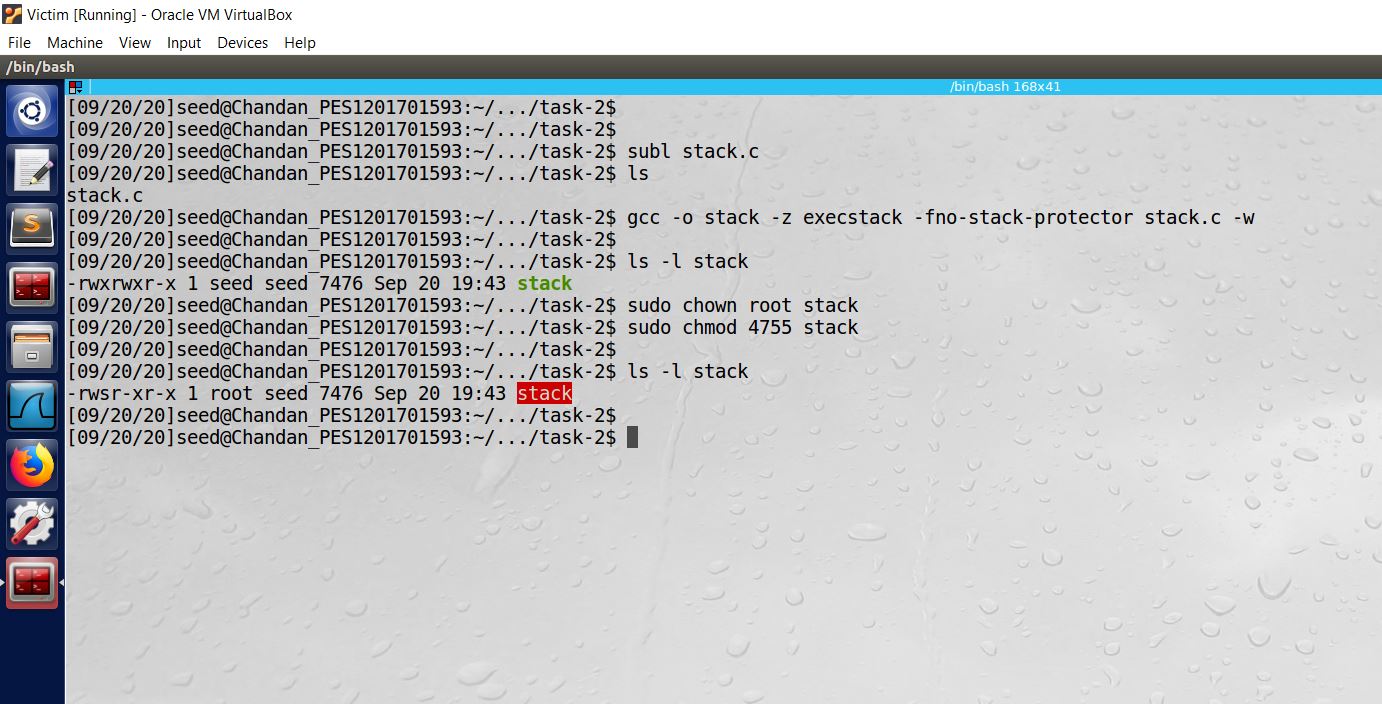 Victim [Running] - Oracle VM VirtualBox
File Machine View Input Devices Help
/bin/bash
/bin/bash 168x41
[09/20/20]seed@Chandan_PES1201701593:~/.../task-2$
[09/20/20]seed@Chandan_PES1201701593:~/.../task-2$
[09/20/20]seed@Chandan_PES1201701593:~/.../task-2$ subl stack.c
[09/20/20]seed@Chandan_PES1201701593:~/.../task-2$ ls
stack.c
[09/20/20]seed@Chandan_PES1201701593:~/.../task-2$ gcc -o stack -z execstack -fno-stack-protector stack.c -w
[09/20/20]seed@Chandan_PES1201701593:~/.../task-2$
[09/20/20]seed@Chandan_PES1201701593:~/.../task-2$ ls -l stack
-rwxrwxr-x 1 seed seed 7476 Sep 20 19:43 stack
[09/20/20]seed@Chandan_PES1201701593:~/.../task-2$ sudo chown root stack
[09/20/20]seed@Chandan_PES1201701593:~/.../task-2$ sudo chmod 4755 stack
[09/20/20]seed@Chandan_PES1201701593:~/.../task-2$
[09/20/20]seed@Chandan_PES1201701593:~/.../task-2$ ls -l stack
-rwsr-xr-x 1 root seed 7476 Sep 20 19:43 stack
[09/20/20]seed@Chandan_PES1201701593:~/.../task-2$
[09/20/20]seed@Chandan_PES1201701593:~/.../task-2$